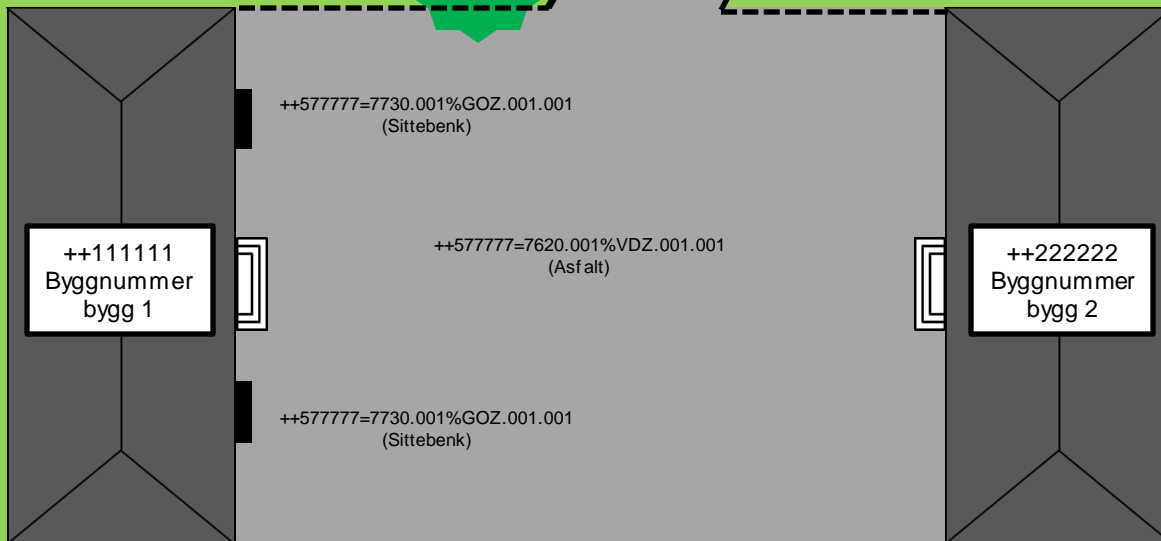 ++577777=7730.001%GOZ.001.001
(Sittebenk)
++111111
Byggnummer
bygg 1
++577777=7620.001%VDZ.001.001
(Asfalt)
++222222
Byggnummer
bygg 2
++577777=7730.001%GOZ.001.001
(Sittebenk)